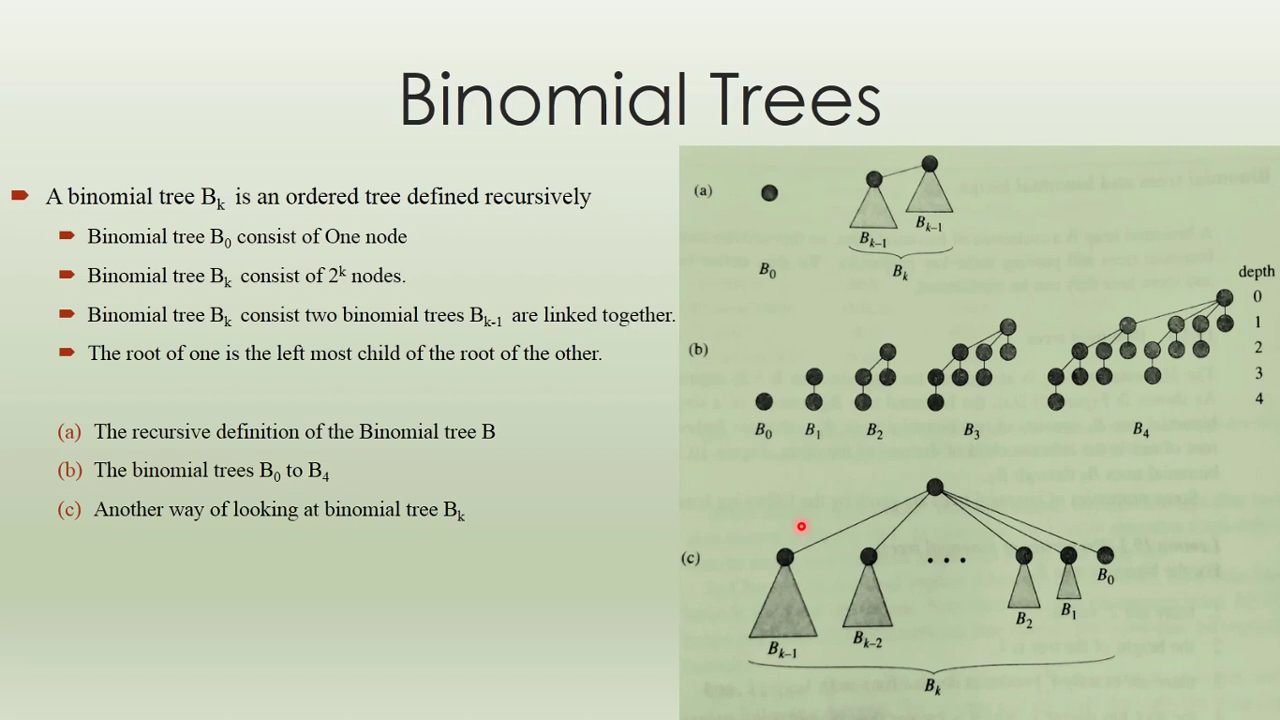 Binomial Trees
A binomial tree Bk is an ordered tree defined recursively
Binomial tree B0 consist of One node
Binomial tree Bk consist of 2^k nodes.
Binomial tree Bk consist two binomial trees Bk-1 are linked together.
The root of one is the left most child of the root of the other.
(a) The recursive definition of the Binomial tree B
(b) The binomial trees B0 to B4
(c) Another way of looking at binomial tree Bk
(a)
Bk–1
Bk–1
B0
Bk
depth
0
1
2
3
4
(b)
B0 B1 B2 B3 B4
(c)
• • •
B0
B1
B2
Bk–2
Bk–1
Bk